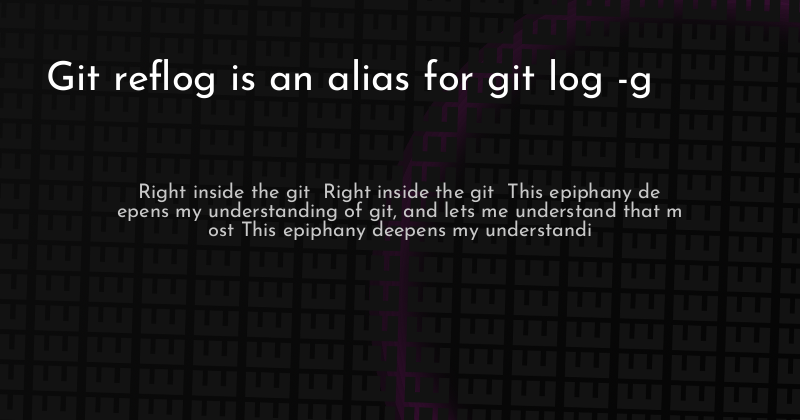 Git reflog is an alias for git log -g
Right inside the git  Right inside the git  This epiphany de
epens my understanding of git, and lets me understand that m
ost This epiphany deepens my understandi